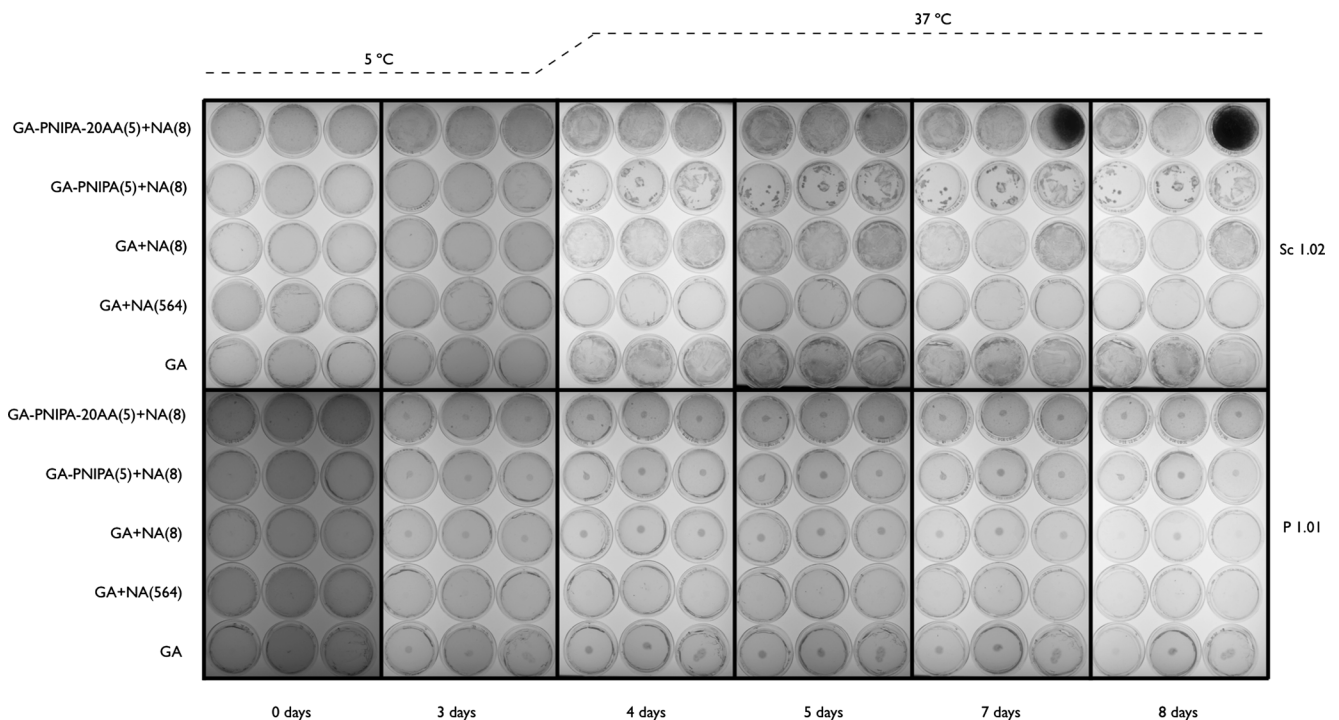 37 ºC
5 ºC
GA-PNIPA-20AA(5)+NA(8)
GA-PNIPA(5)+NA(8)
GA+NA(8)
Sc 1.02
GA+NA(564)
GA
GA-PNIPA-20AA(5)+NA(8)
GA-PNIPA(5)+NA(8)
GA+NA(8)
P 1.01
GA+NA(564)
GA
0 days 3 days 4 days 5 days 7 days 8 days